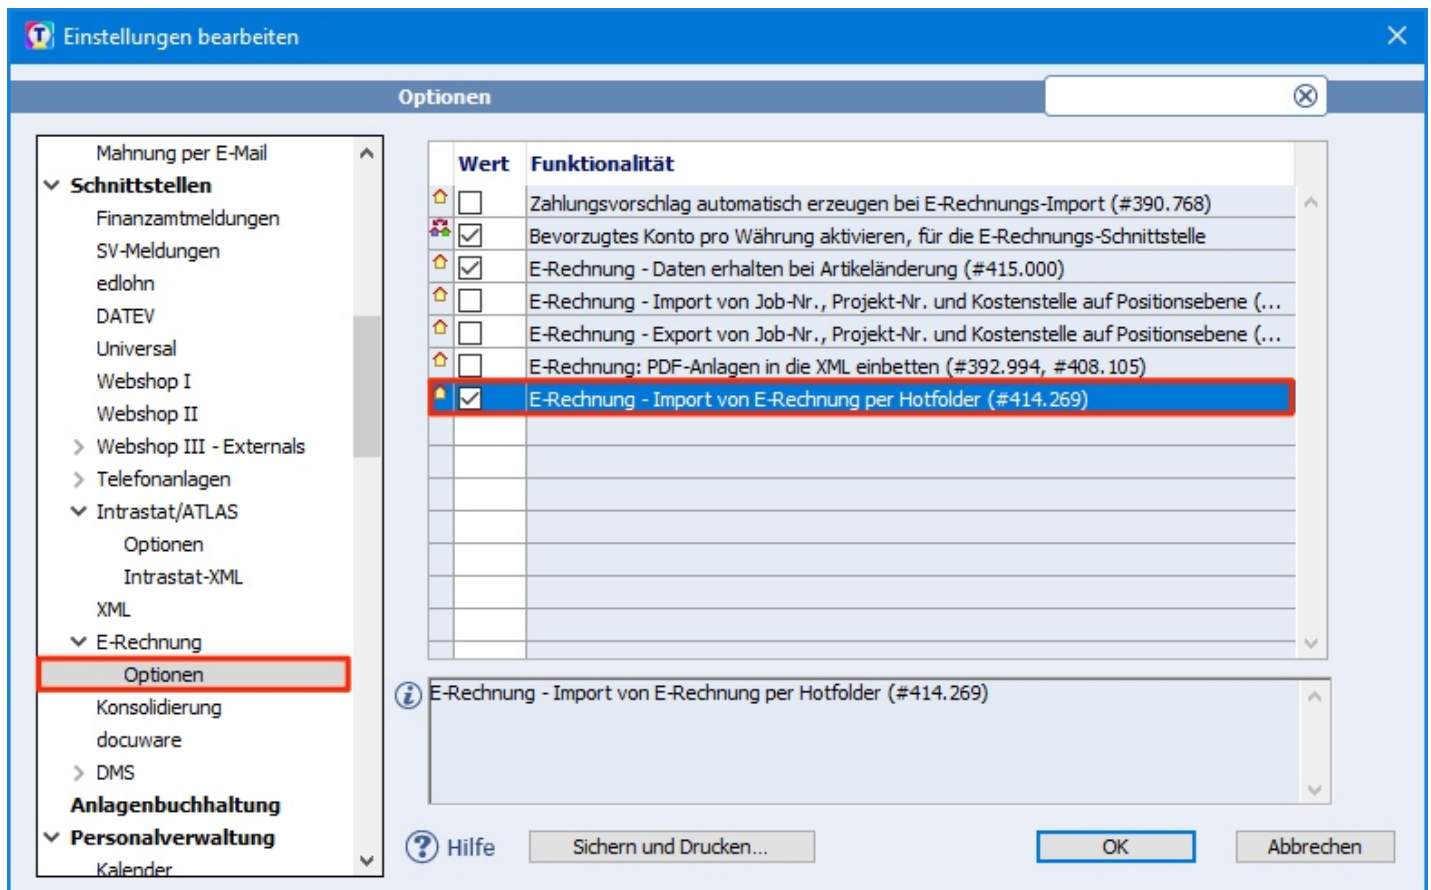 Einstellungen bearbeiten
Optionen
Mahnung per E-Mail
Schnittstellen
Finanzamtmeldungen
SV-Meldungen
edlohn
DATEV
Universal
Webshop I
Webshop II
Webshop III - Externals
Telefonanlagen
Intrastat/ATLAS
Optionen
Intrastat-XML
XML
E-Rechnung
Optionen
Konsolidierung
docuware
DMS
Anlagenbuchhaltung
Personalverwaltung
Kalender
Wert Funktionalität
Zahlungsvorschlag automatisch erzeugen bei E-Rechnungs-Import (#390.768)
Bevorzugtes Konto pro Währung aktivieren, für die E-Rechnungs-Schnittstelle
E-Rechnung - Daten erhalten bei Artikeländerung (#415.000)
E-Rechnung - Import von Job-Nr., Projekt-Nr. und Kostenstelle auf Positionsebene (...
E-Rechnung - Export von Job-Nr., Projekt-Nr. und Kostenstelle auf Positionsebene (...
E-Rechnung: PDF-Anlagen in die XML einbetten (#392.994, #408.105)
E-Rechnung - Import von E-Rechnung per Hotfolder (#414.269)
E-Rechnung - Import von E-Rechnung per Hotfolder (#414.269)
Hilfe
Sichern und Drucken...
OK
Abbrechen